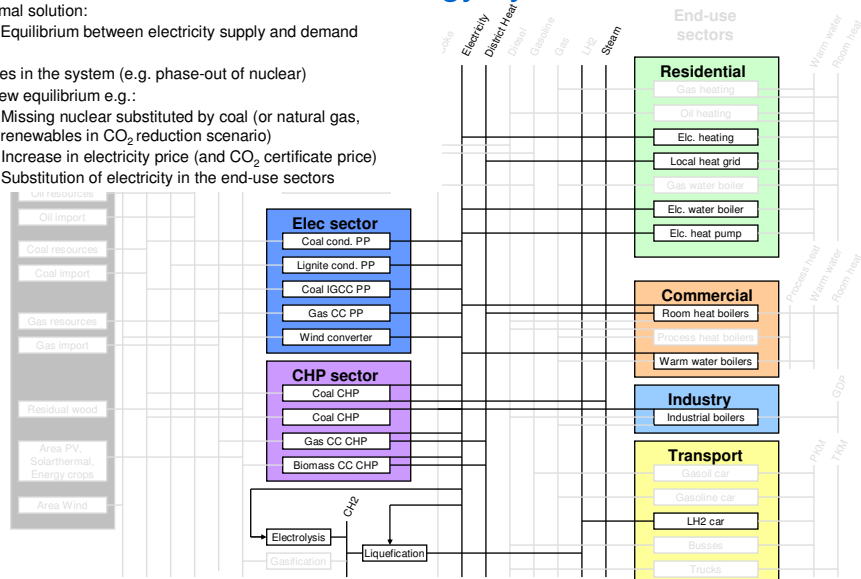 mal solution:
Equilibrium between electricity supply and demand
es in the system (e.g. phase-out of nuclear)
ew equilibrium e.g.:
Missing nuclear substituted by coal (or natural gas,
renewables in CO2 reduction scenario)
Increase in electricity price (and CO2 certificate price)
Substitution of electricity in the end-use sectors
Electricity
District Heat
Diesel
Gasoline
Gas
LH2
Steam
End-use
sectors
Warm water
Room heat
Oil resources
Oil import
Coal resources
Coal import
Gas resources
Gas import
Residual wood
Area PV,
Solarthermal,
Energy crops
Area Wind
Elec sector
Coal cond. PP
Lignite cond. PP
Coal IGCC PP
Gas CC PP
Wind converter
CHP sector
Coal CHP
Coal CHP
Gas CC CHP
Biomass CC CHP
CH2
Electrolysis
Gasification
Liquefication
Residential
Gas heating
Oil heating
Elc. heating
Local heat grid
Gas water boiler
Elc. water boiler
Elc. heat pump
Process heat
Warm water
Room heat
Commercial
Room heat boilers
Process heat boilers
Warm water boilers
Industry
Industrial boilers
GDP
Transport
PKM
TKM
Gasoil car
Gasoline car
LH2 car
Busses
Trucks